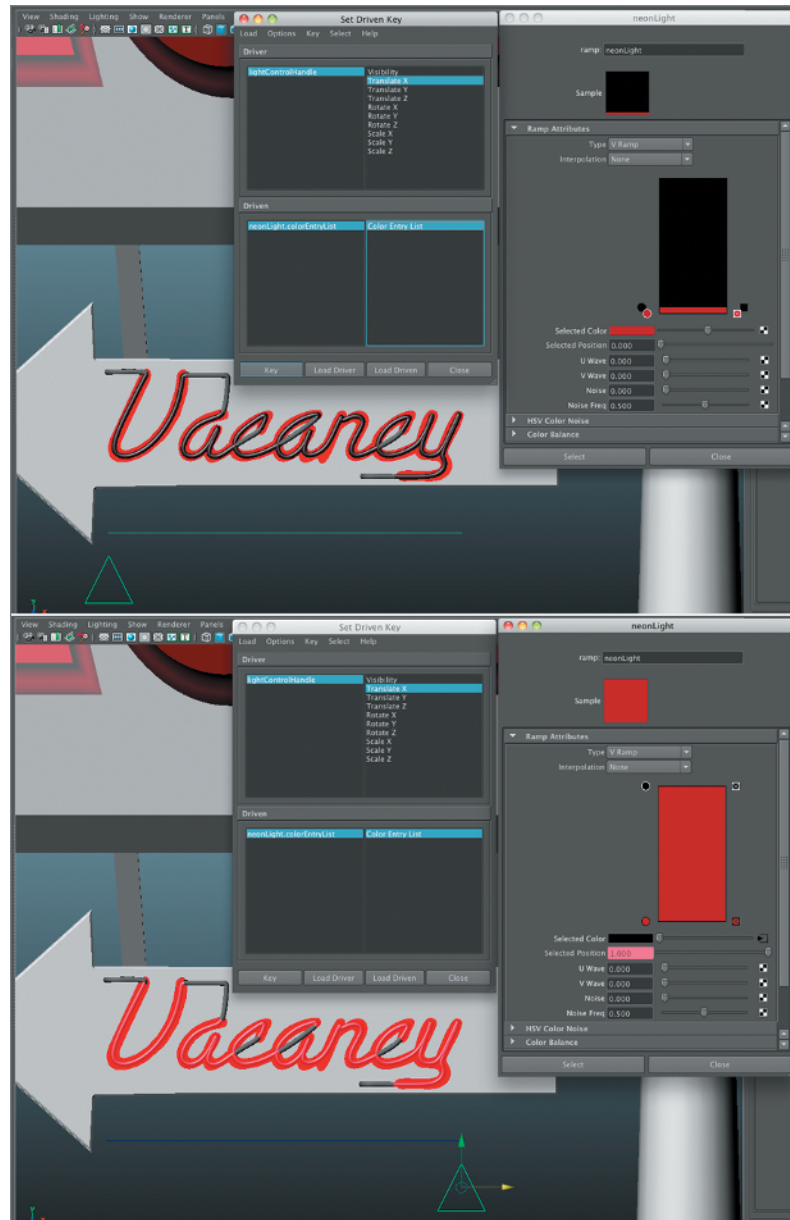 View Shading Lighting Show Renderer Panels
Set Driven Key
Load Options Key Select Help
Driver
lightControlHandle
Visibility
Translate X
Translate Y
Translate Z
Rotate X
Rotate Y
Rotate Z
Scale X
Scale Y
Scale Z
Driven
neonLight.colorEntryList
Color Entry List
Key Load Driver Load Driven Close
neonLight
ramp: neonLight
Sample
Ramp Attributes
Type V Ramp
Interpolation None
Selected Color
Selected Position 0.000
U Wave 0.000
V Wave 0.000
Noise 0.000
Noise Freq 0.500
HSV Color Noise
Color Balance
Select Close
Vacancy
View Shading Lighting Show Renderer Panels
Set Driven Key
Load Options Key Select Help
Driver
lightControlHandle
Visibility
Translate X
Translate Y
Translate Z
Rotate X
Rotate Y
Rotate Z
Scale X
Scale Y
Scale Z
Driven
neonLight.colorEntryList
Color Entry List
Key Load Driver Load Driven Close
neonLight
ramp: neonLight
Sample
Ramp Attributes
Type V Ramp
Interpolation None
Selected Color
Selected Position 1.000
U Wave 0.000
V Wave 0.000
Noise 0.000
Noise Freq 0.500
HSV Color Noise
Color Balance
Select Close
Vacancy